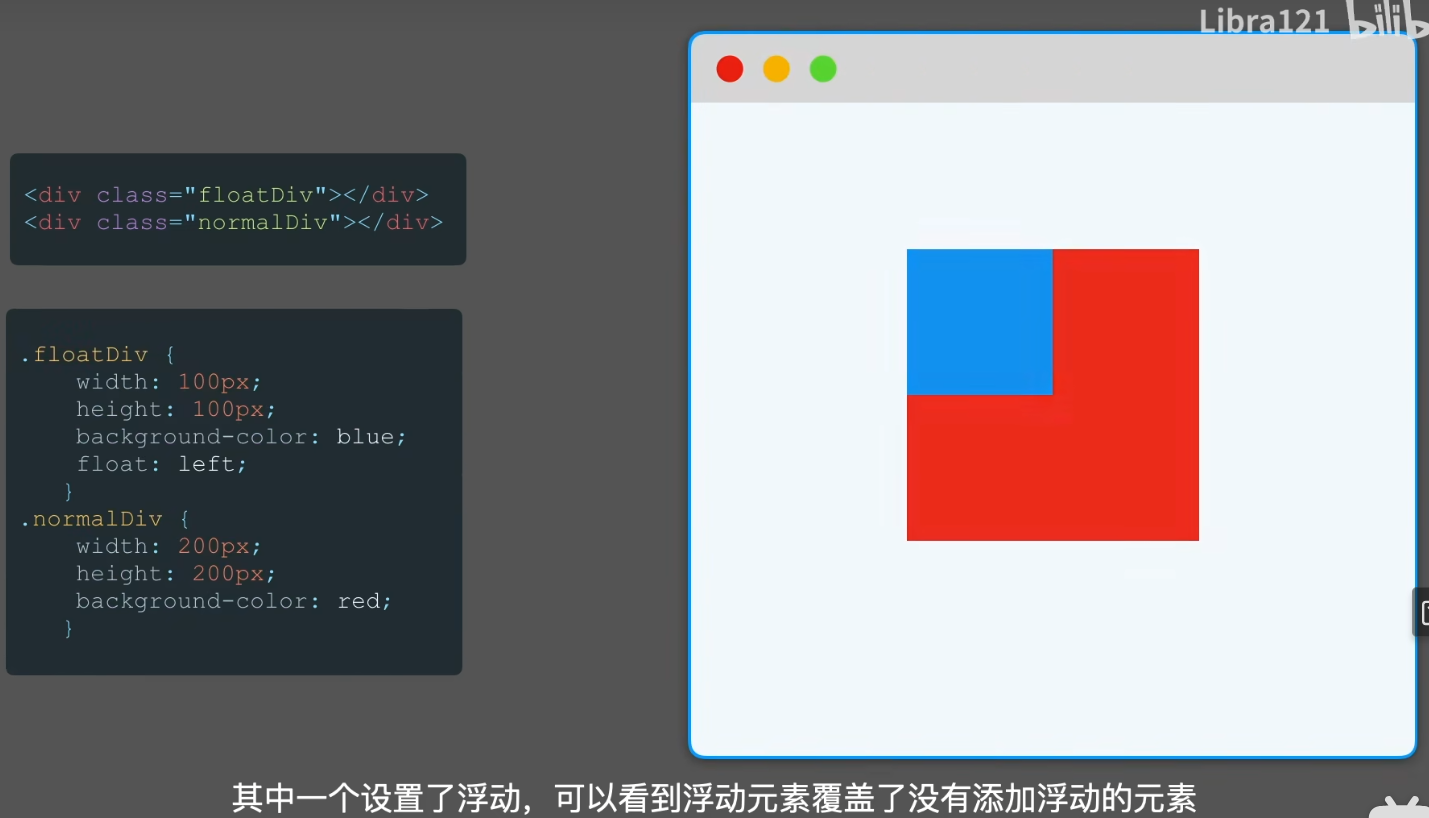 Libra121 bilib
<div class="floatDiv"></div>
<div class="normalDiv"></div>
.floatDiv {
width: 100px;
height: 100px;
background-color: blue;
float: left;
}
.normalDiv {
width: 200px;
height: 200px;
background-color: red;
}
其中一个设置了浮动，可以看到浮动元素覆盖了没有添加浮动的元素